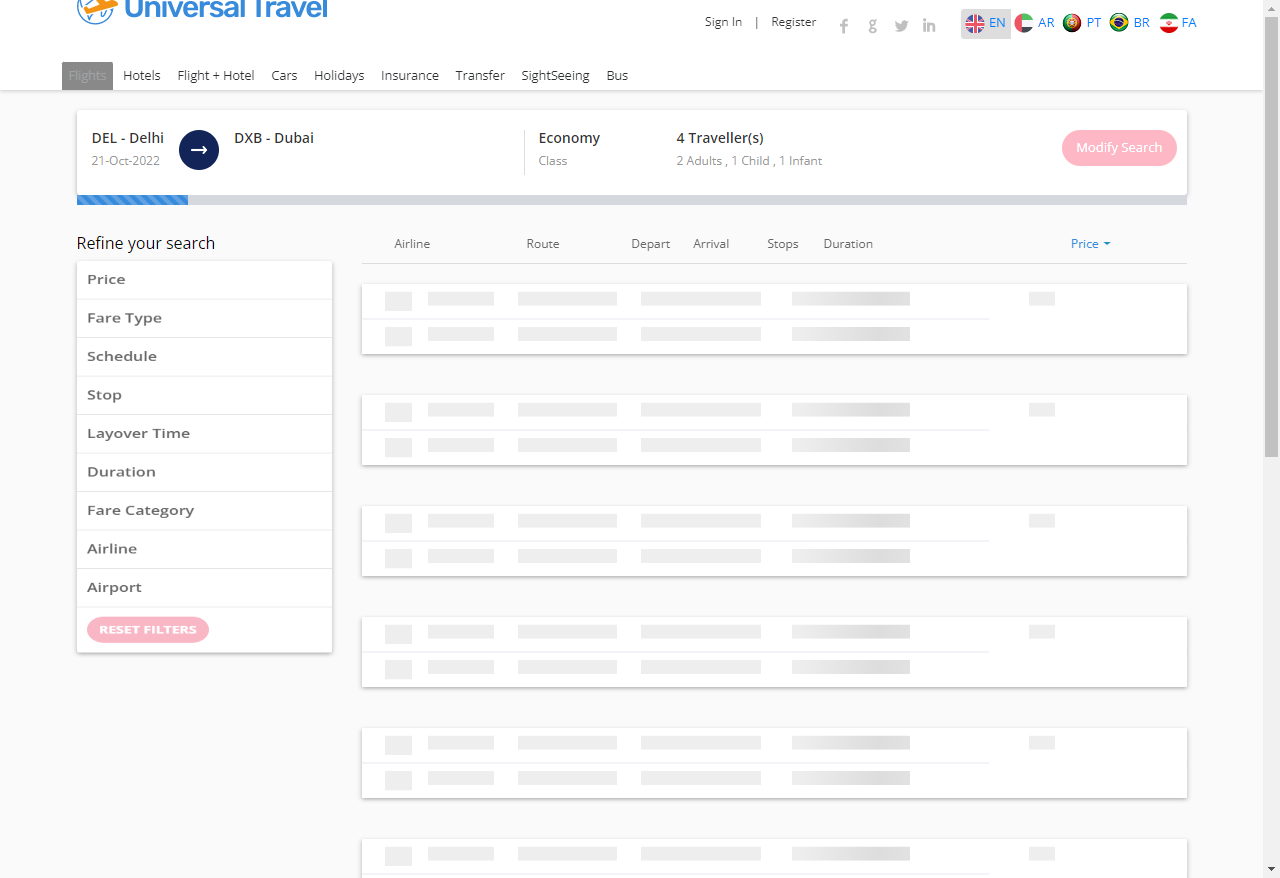 Universal Travel
Sign In | Register
EN AR PT BR FA
Flights Hotels Flight + Hotel Cars Holidays Insurance Transfer SightSeeing Bus
DEL - Delhi → DXB - Dubai
21-Oct-2022
Economy
Class
4 Traveller(s)
2 Adults , 1 Child , 1 Infant
Modify Search
Refine your search
Airline Route Depart Arrival Stops Duration Price
Price
Fare Type
Schedule
Stop
Layover Time
Duration
Fare Category
Airline
Airport
RESET FILTERS